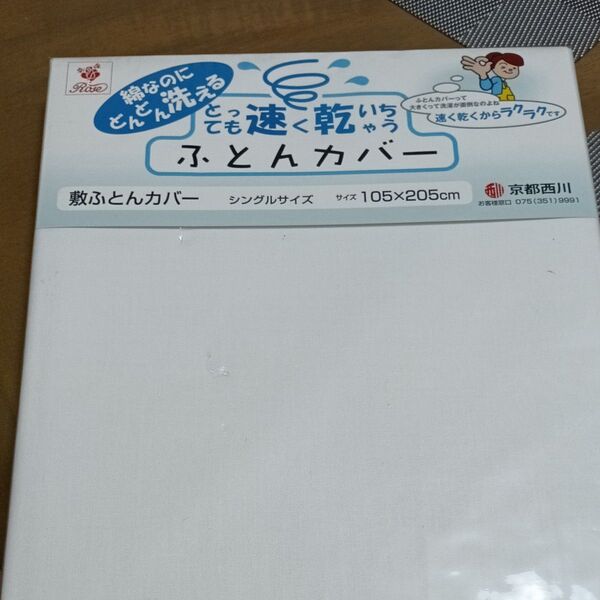 Rose
綿なのに
どんどん洗える
とっても速く乾いちゃう
ふとんカバー
ふとんカバーって
大きくって洗濯が面倒なのよね
速く乾くからラクラクです
敷ふとんカバー シングルサイズ サイズ 105×205cm
京都西川
お客様窓口 075(351)9991